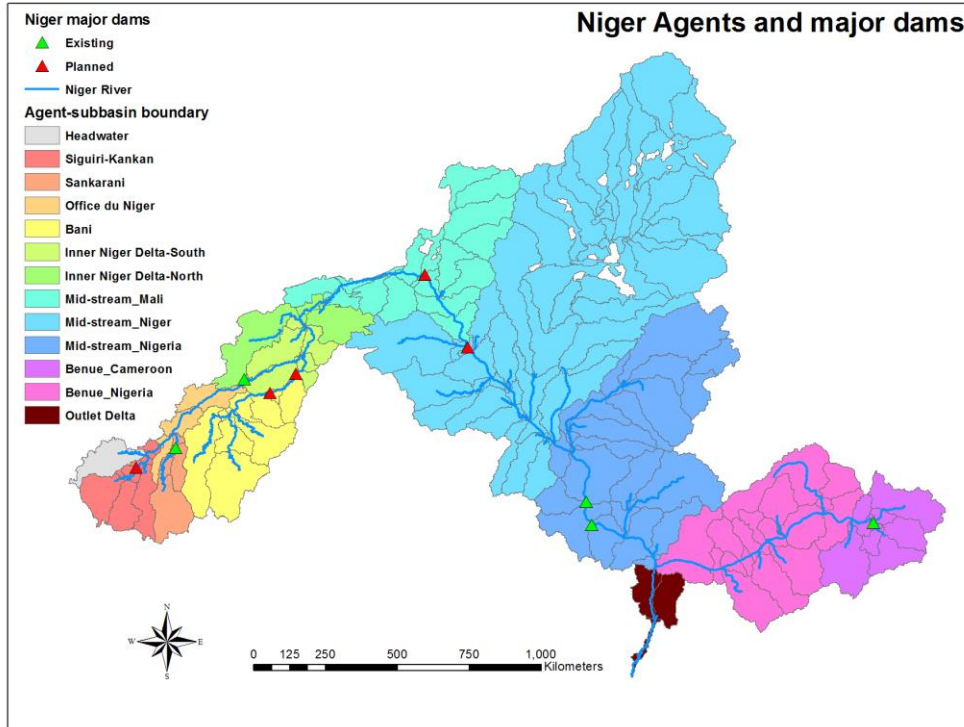 Niger Agents and major dams
Niger major dams
Existing
Planned
Niger River
Agent-subbasin boundary
Headwater
Siguiri-Kankan
Sankarani
Office du Niger
Bani
Inner Niger Delta-South
Inner Niger Delta-North
Mid-stream_Mali
Mid-stream_Niger
Mid-stream_Nigeria
Benue_Cameroon
Benue_Nigeria
Outlet Delta
N
W E
S
0 125 250 500 750 1,000
Kilometers